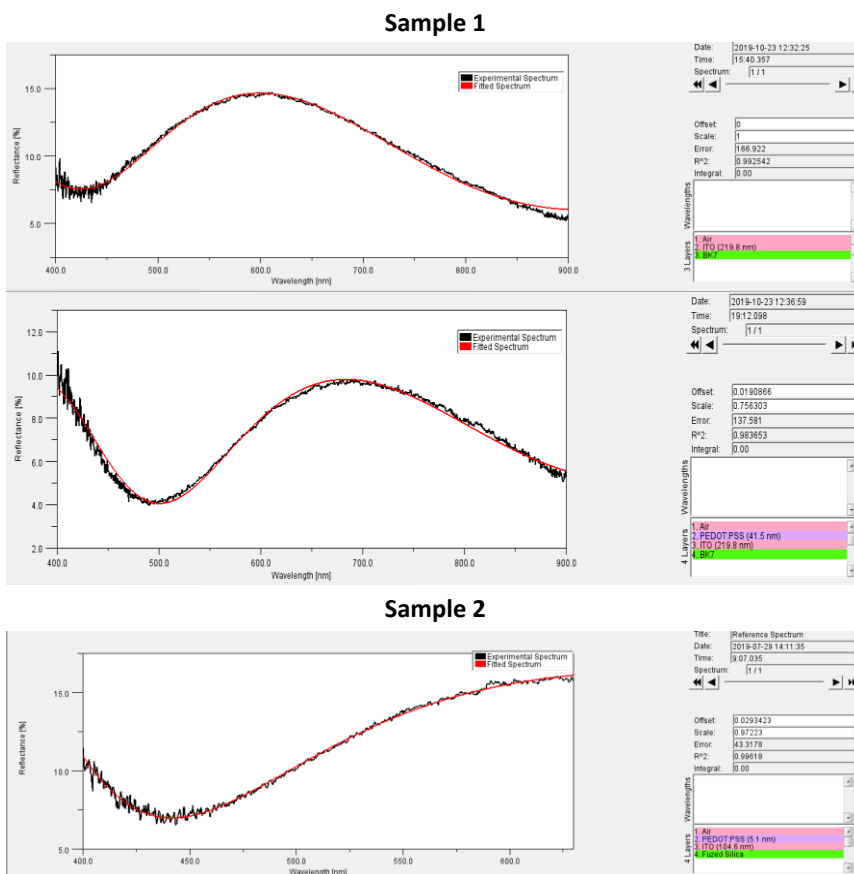 Sample 1
15.0
10.0
5.0
Reflectance [%]
Experimental Spectrum
Fitted Spectrum
400.0 500.0 600.0 700.0 800.0 900.0
Wavelength [nm]
Date: 2019-10-23 12:32:25
Time: 15:40.357
Spectrum: 1 / 1
Offset: 0
Scale: 1
Error: 166.922
R^2: 0.992542
Integral: 0.00
Wavelengths
3 Layers
1. Air
2. ITO (219.8 nm)
3. BK7
12.0
10.0
8.0
6.0
4.0
2.0
Reflectance [%]
Experimental Spectrum
Fitted Spectrum
400.0 500.0 600.0 700.0 800.0 900.0
Wavelength [nm]
Date: 2019-10-23 12:36:59
Time: 19:12.098
Spectrum: 1 / 1
Offset: 0.0190866
Scale: 0.756303
Error: 137.581
R^2: 0.983653
Integral: 0.00
Wavelengths
4 Layers
1. Air
2. PEDOT:PSS (41.5 nm)
3. ITO (219.8 nm)
4. BK7
Sample 2
15.0
10.0
5.0
Reflectance [%]
Experimental Spectrum
Fitted Spectrum
400.0 450.0 500.0 550.0 600.0
Wavelength [nm]
Title: Reference Spectrum
Date: 2019-07-29 14:11:35
Time: 9:07.035
Spectrum: 1 / 1
Offset: 0.0293423
Scale: 0.97223
Error: 43.3178
R^2: 0.99618
Integral: 0.00
Wavelengths
4 Layers
1. Air
2. PEDOT:PSS (5.1 nm)
3. ITO (104.6 nm)
4. Fuzed Silica